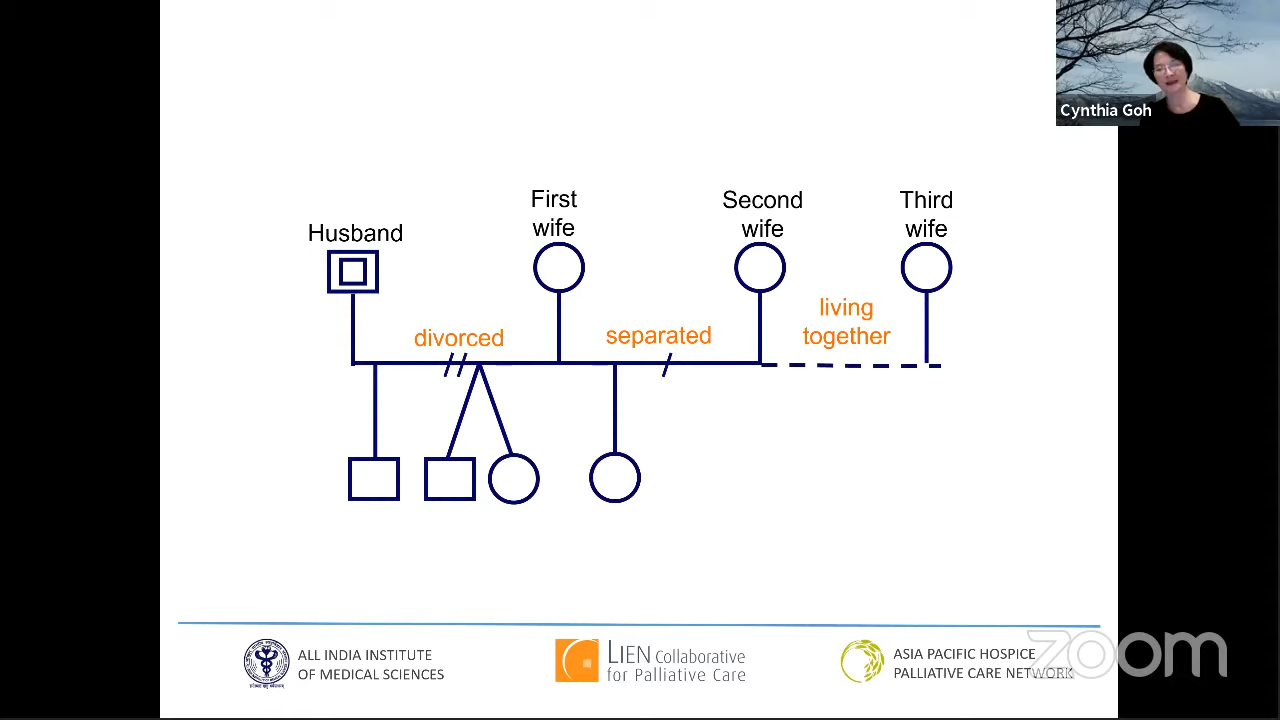 Cynthia Goh
First
wife
Second
wife
Third
wife
Husband
living
together
divorced
separated
ALL INDIA INSTITUTE
OF MEDICAL SCIENCES
LIEN Collaborative
for Palliative Care
ASIA PACIFIC HOSPICE
PALLIATIVE CARE NETWORK
zoom